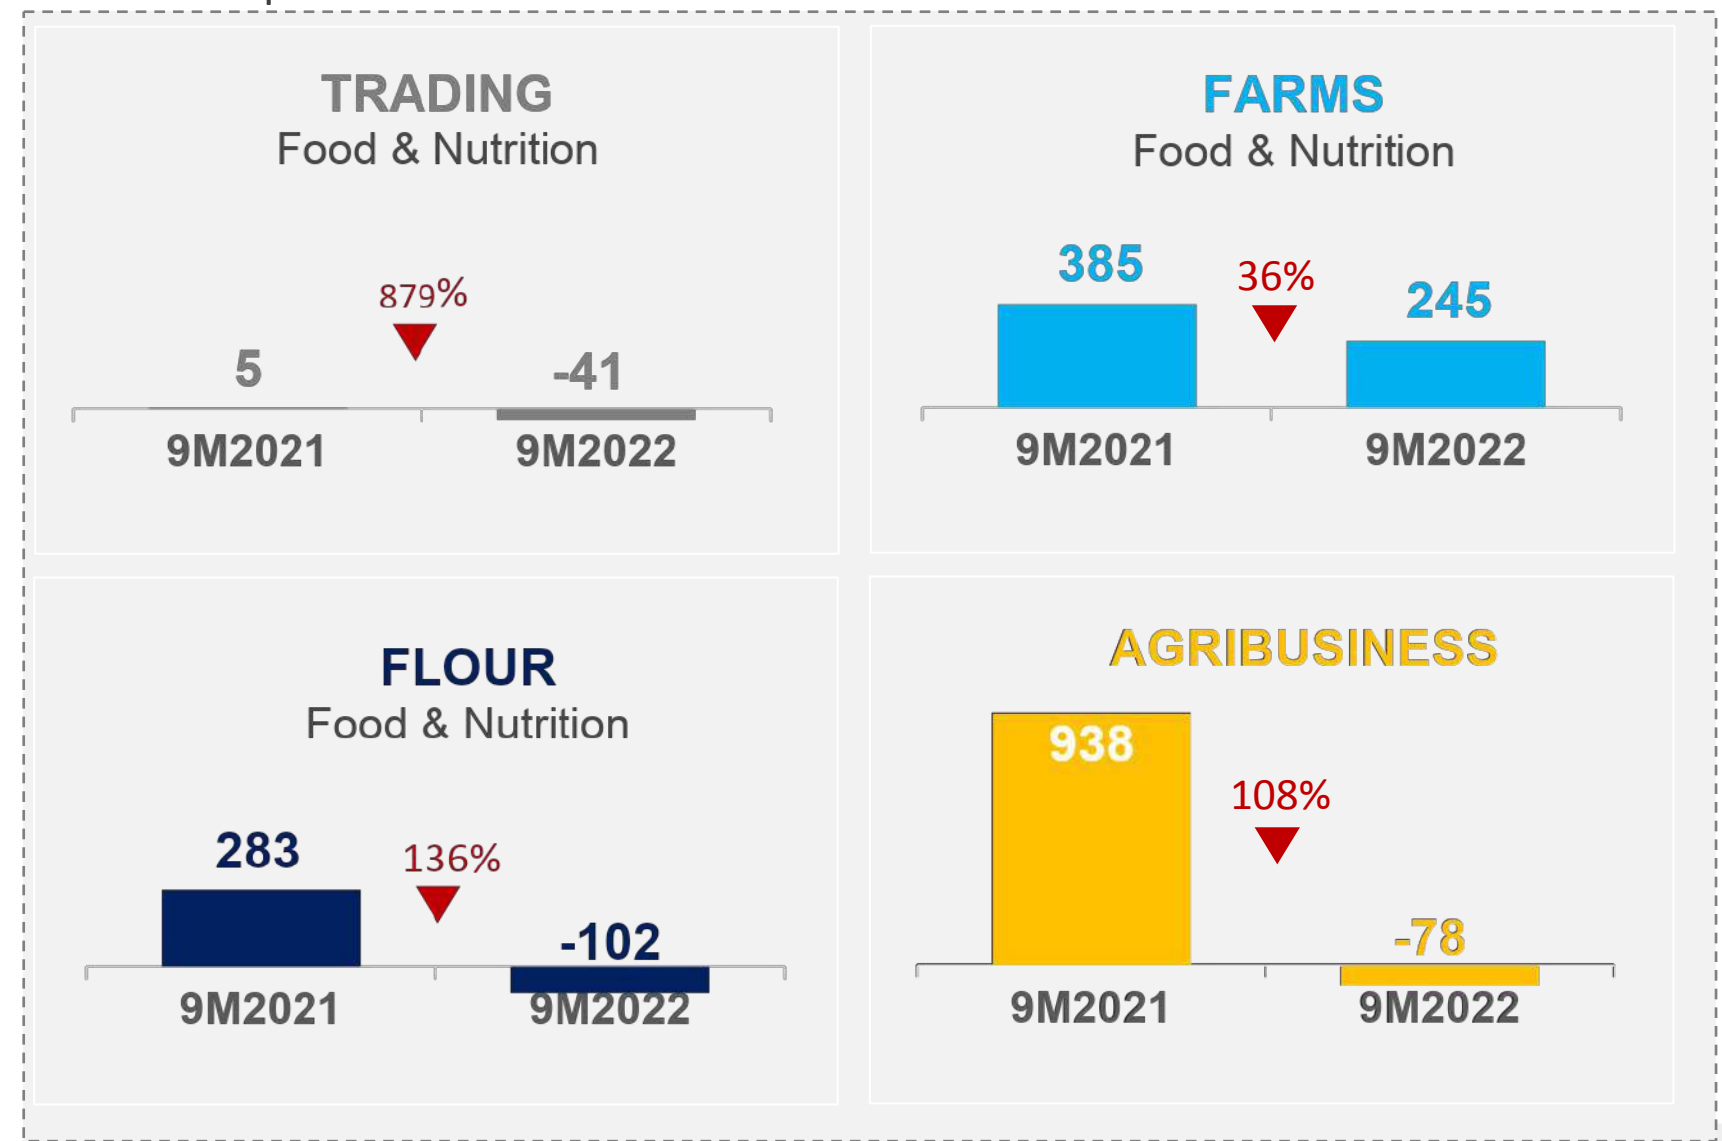 TRADING
Food & Nutrition
879%
5
-41
9M2021
9M2022
FARMS
Food & Nutrition
385
36%
245
9M2021
9M2022
FLOUR
Food & Nutrition
283
136%
-102
9M2021
9M2022
AGRIBUSINESS
938
108%
-78
9M2021
9M2022